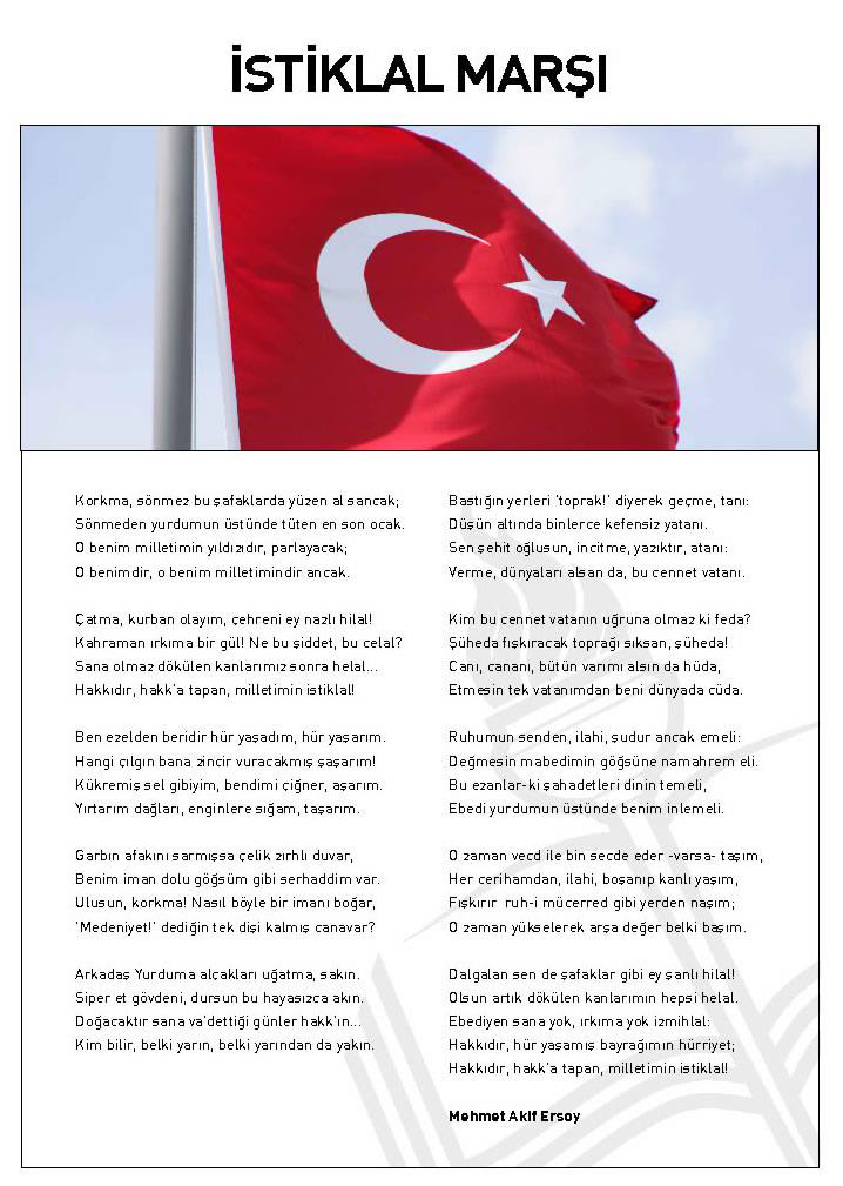 İSTİKLAL MARŞI
Korkma, sönmez bu şafaklarda yüzen al sancak;
Sönmeden yurdumun üstünde tüten en son ocak.
O benim milletimin yıldızıdır, parlayacak;
O benimdir, o benim milletimindir ancak.
Çatma, kurban olayım, çehreni ey nazlı hilal!
Kahraman ırkıma bir gül! Ne bu şiddet, bu celal?
Sana olmaz dökülen kanlarımız sonra helal...
Hakkıdır, hakk'a tapan, milletimin istiklal!
Ben ezelden beridir hür yaşadım, hür yaşarım.
Hangi çılgın bana zincir vuracakmış şaşarım!
Kükremiş sel gibiyim, bendimi çiğner, aşarım.
Yırtarım dağları, enginlere sığam, taşarım.
Garbın afakını sarmışsa çelik zırhlı duvar,
Benim iman dolu göğsüm gibi serhaddim var.
Ulusun, korkma! Nasıl böyle bir imanı boğar,
'Medeniyet!' dediğin tek dişi kalmış canavar?
Arkadaş Yurduma alçakları uğatma, sakın.
Siper et gövdeni, dursun bu hayasızca akın.
Doğacaktır sana va'dettiği günler hakk'ın...
Kim bilir, belki yarın, belki yarından da yakın.
Bastığın yerleri 'toprak!' diyerek geçme, tanı:
Düşün altında binlerce kefensiz yatanı.
Sen şehit oğlusun, incitme, yazıktır, atanı:
Verme, dünyaları alsan da, bu cennet vatanı.
Kim bu cennet vatanın uğruna olmaz ki feda?
Şüheda fışkıracak toprağı sıksan, şüheda!
Canı, cananı, bütün varımı alsın da hüda,
Etmesin tek vatanımdan beni dünyada cüda.
Ruhumun senden, ilahi, şudur ancak emeli:
Değmesin mabedimin göğsüne namahrem eli.
Bu ezanlar-ki şahadetleri dinin temeli,
Ebedi yurdumun üstünde benim inlemeli.
O zaman vecd ile bin secde eder -varsa- taşım,
Her cerihamdan, ilahi, boşanıp kanlı yaşım,
Fışkırır ruh-i mücerred gibi yerden naşım;
O zaman yükselerek arşa değer belki başım.
Dalgalan sen de şafaklar gibi ey şanlı hilal!
Olsun artık dökülen kanlarımın hepsi helal.
Ebediyen sana yok, ırkıma yok izmihlal:
Hakkıdır, hür yaşamış bayrağımın hürriyet;
Hakkıdır, hakk'a tapan, milletimin istiklal!
Mehmet Akif Ersoy